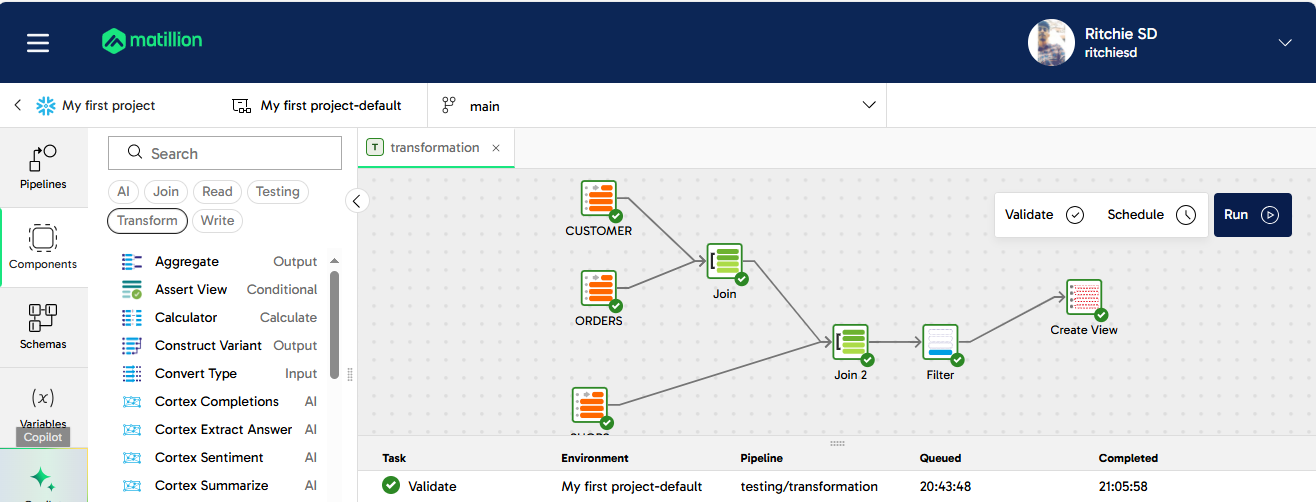 matillion
Ritchie SD
ritchiesd
My first project
My first project-default
main
Pipelines
Components
Schemas
(x)
Variables
Copilot
Search
AI Join Read Testing
Transform Write
Aggregate Output
Assert View Conditional
Calculator Calculate
Construct Variant Output
Convert Type Input
Cortex Completions AI
Cortex Extract Answer AI
Cortex Sentiment AI
Cortex Summarize AI
T transformation ×
Validate Schedule Run
CUSTOMER
ORDERS
Join
Join 2
Filter
Create View
Task Environment Pipeline Queued Completed
Validate My first project-default testing/transformation 20:43:48 21:05:58